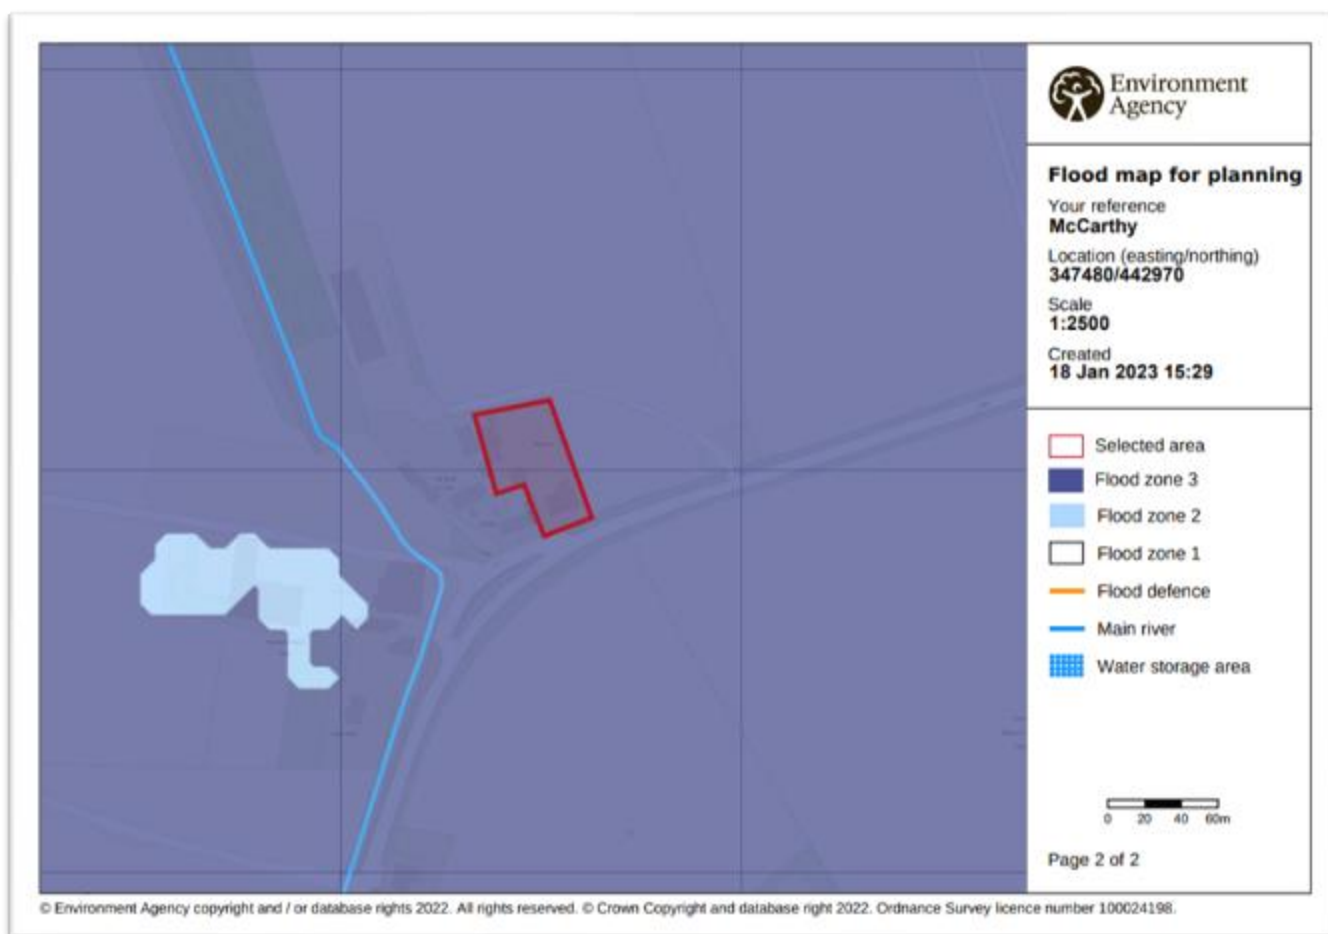 Environment
Agency
Flood map for planning
Your reference
McCarthy
Location (easting/northing)
347480/442970
Scale
1:2500
Created
18 Jan 2023 15:29
Selected area
Flood zone 3
Flood zone 2
Flood zone 1
Flood defence
Main river
Water storage area
0 20 40 60m
Page 2 of 2
© Environment Agency copyright and / or database rights 2022. All rights reserved. © Crown Copyright and database right 2022. Ordnance Survey licence number 100024198.